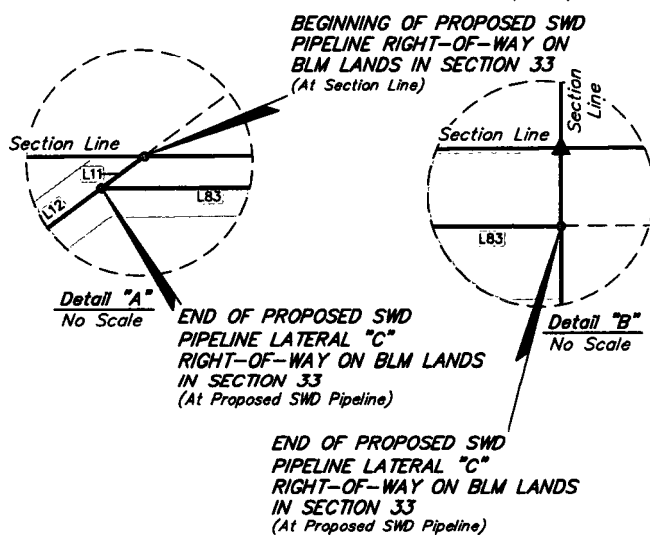 BEGINNING OF PROPOSED SWD
PIPELINE RIGHT-OF-WAY ON
BLM LANDS IN SECTION 33
(At Section Line)
Section Line
L11
L12
L83
Detail "A"
No Scale
END OF PROPOSED SWD
PIPELINE LATERAL "C"
RIGHT-OF-WAY ON BLM LANDS
IN SECTION 33
(At Proposed SWD Pipeline)
Section Line
Section
Line
L83
Detail "B"
No Scale
END OF PROPOSED SWD
PIPELINE LATERAL "C"
RIGHT-OF-WAY ON BLM LANDS
IN SECTION 33
(At Proposed SWD Pipeline)